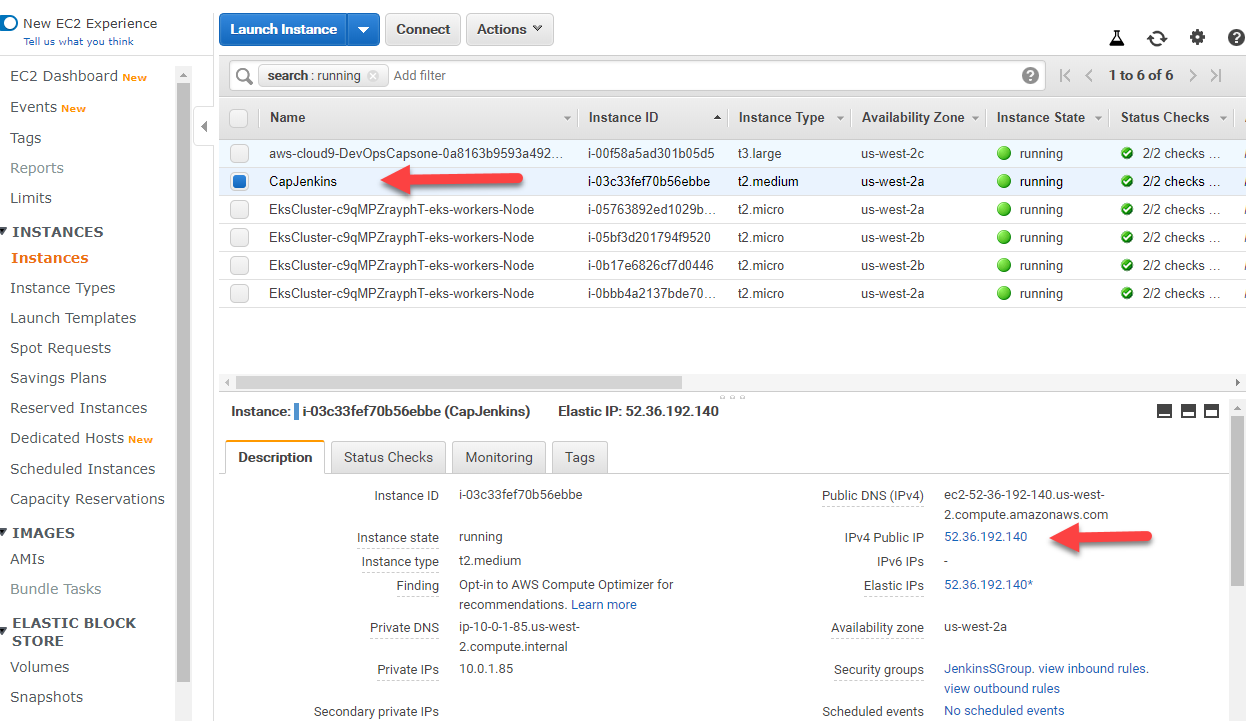 New EC2 Experience
Tell us what you think
EC2 Dashboard New
Events New
Tags
Reports
Limits
INSTANCES
Instances
Instance Types
Launch Templates
Spot Requests
Savings Plans
Reserved Instances
Dedicated Hosts New
Scheduled Instances
Capacity Reservations
IMAGES
AMIs
Bundle Tasks
ELASTIC BLOCK
STORE
Volumes
Snapshots
Launch Instance Connect Actions
search : running Add filter 1 to 6 of 6
Name Instance ID Instance Type Availability Zone Instance State Status Checks
aws-cloud9-DevOpsCapsone-0a8163b9593a492... i-00f58a5ad301b05d5 t3.large us-west-2c running 2/2 checks ...
CapJenkins i-03c33fef70b56ebbe t2.medium us-west-2a running 2/2 checks ...
EksCluster-c9qMPZrayphT-eks-workers-Node i-05763892ed1029b... t2.micro us-west-2a running 2/2 checks ...
EksCluster-c9qMPZrayphT-eks-workers-Node i-05bf3d201794f9520 t2.micro us-west-2b running 2/2 checks ...
EksCluster-c9qMPZrayphT-eks-workers-Node i-0b17e6826cf7d0446 t2.micro us-west-2b running 2/2 checks ...
EksCluster-c9qMPZrayphT-eks-workers-Node i-0bbb4a2137bde70... t2.micro us-west-2a running 2/2 checks ...
Instance: i-03c33fef70b56ebbe (CapJenkins) Elastic IP: 52.36.192.140
Description Status Checks Monitoring Tags
Instance ID i-03c33fef70b56ebbe
Instance state running
Instance type t2.medium
Finding Opt-in to AWS Compute Optimizer for
recommendations. Learn more
Private DNS ip-10-0-1-85.us-west-
2.compute.internal
Private IPs 10.0.1.85
Secondary private IPs
Public DNS (IPv4) ec2-52-36-192-140.us-west-
2.compute.amazonaws.com
IPv4 Public IP 52.36.192.140
IPv6 IPs -
Elastic IPs 52.36.192.140*
Availability zone us-west-2a
Security groups JenkinsSGroup. view inbound rules.
view outbound rules
Scheduled events No scheduled events